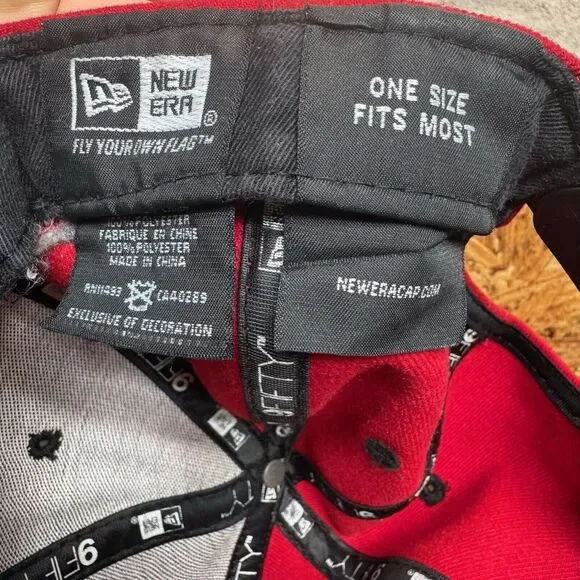 NEW
ERA®
FLY YOUR OWN FLAG™
ONE SIZE
FITS MOST
100% POLYESTER
FABRIQUE EN CHINE
100% POLYESTER
MADE IN CHINA
RN11493 CA40289
EXCLUSIVE OF DECORATION
NEWERACAP.COM